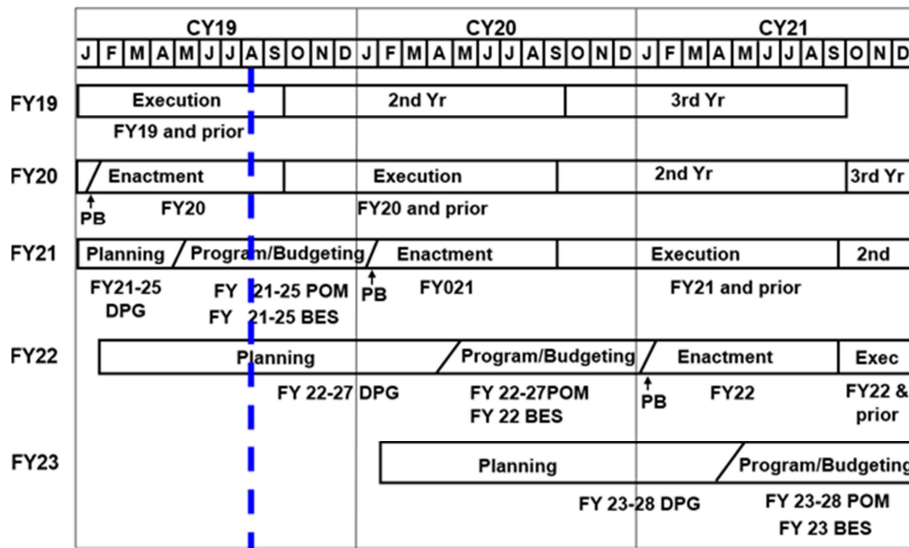 CY19 CY20 CY21
J F M A M J J A S O N D J F M A M J J A S O N D J F M A M J J A S O N D
FY19 Execution 2nd Yr 3rd Yr
FY19 and prior
FY20 Enactment Execution 2nd Yr 3rd Yr
PB FY20 FY20 and prior
FY21 Planning Program/Budgeting Enactment Execution 2nd
FY21-25 FY 21-25 POM PB FY021 FY21 and prior
DPG FY 21-25 BES
FY22 Planning Program/Budgeting Enactment Exec
FY 22-27 DPG FY 22-27POM PB FY22 FY22 &
FY 22 BES prior
FY23 Planning Program/Budgeting
FY 23-28 DPG FY 23-28 POM
FY 23 BES